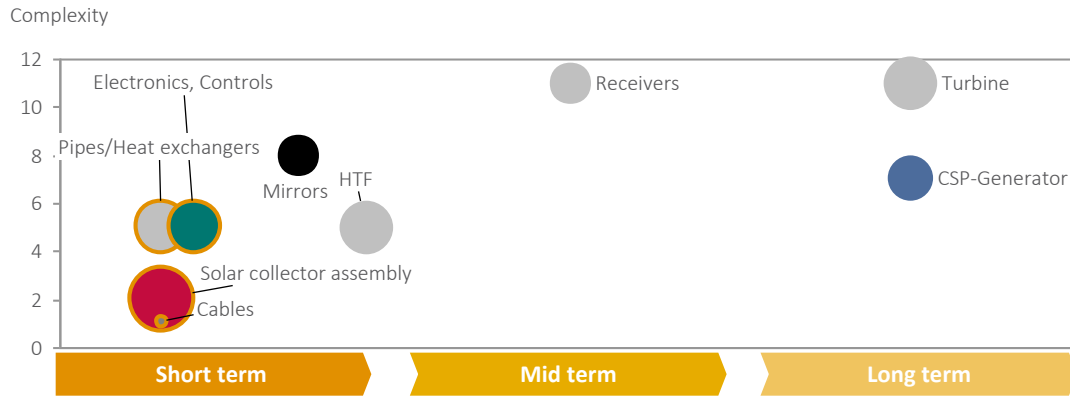 Complexity
12
10
8
6
4
2
0
Electronics, Controls
Pipes/Heat exchangers
Mirrors
HTF
Solar collector assembly
Cables
Receivers
Turbine
CSP-Generator
Short term
Mid term
Long term